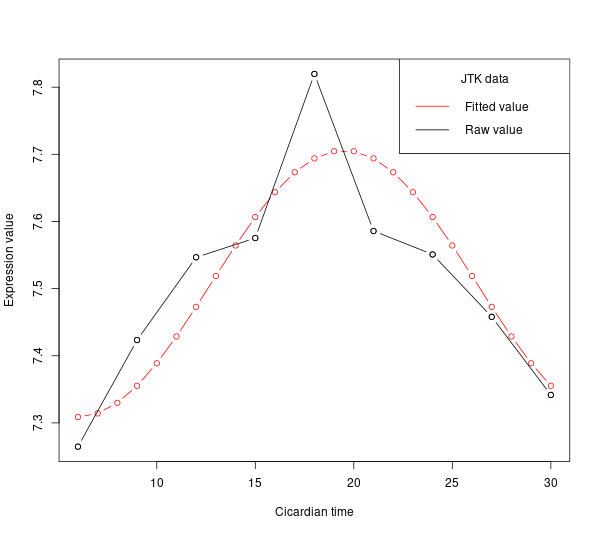 JTK data
Fitted value
Raw value
7.8
7.7
7.6
7.5
7.4
7.3
Expression value
10 15 20 25 30
Cicardian time